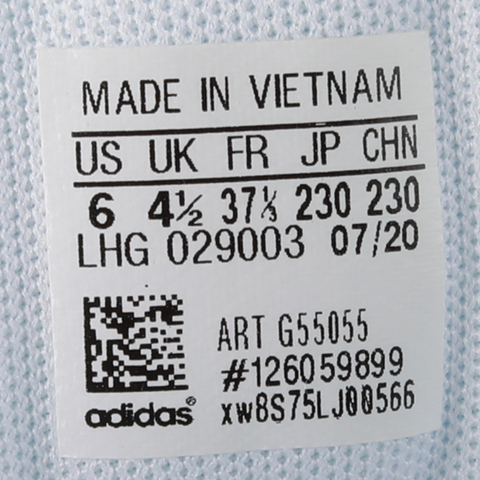 MADE IN VIETNAM
US UK FR JP CHN
6 4½ 37⅓ 230 230
LHG 029003 07/20
ART G55055
#126059899
xw8S75LJ00566
adidas®